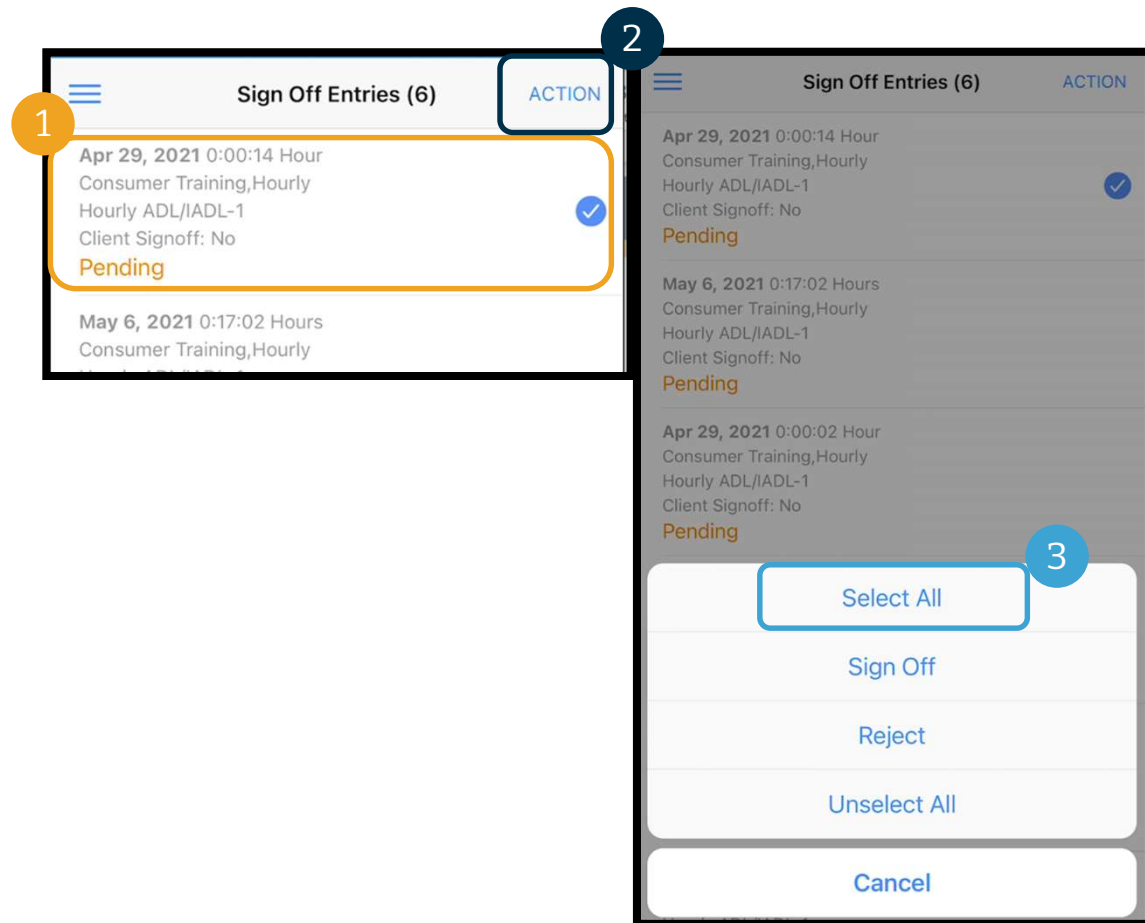 2
1
Sign Off Entries (6)
ACTION
Apr 29, 2021 0:00:14 Hour
Consumer Training,Hourly
Hourly ADL/IADL-1
Client Signoff: No
Pending
May 6, 2021 0:17:02 Hours
Consumer Training,Hourly
Sign Off Entries (6)
ACTION
Apr 29, 2021 0:00:14 Hour
Consumer Training,Hourly
Hourly ADL/IADL-1
Client Signoff: No
Pending
May 6, 2021 0:17:02 Hours
Consumer Training,Hourly
Hourly ADL/IADL-1
Client Signoff: No
Pending
Apr 29, 2021 0:00:02 Hour
Consumer Training,Hourly
Hourly ADL/IADL-1
Client Signoff: No
Pending
3
Select All
Sign Off
Reject
Unselect All
Cancel